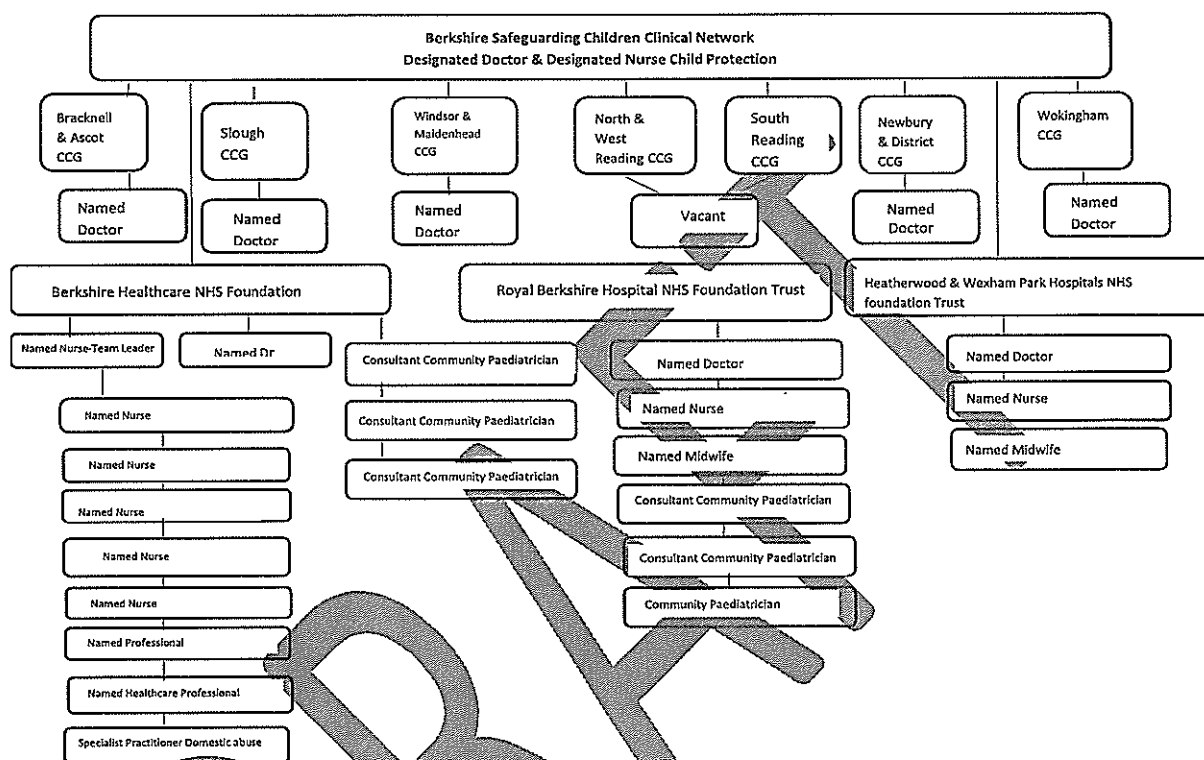 Berkshire Safeguarding Children Clinical Network
Designated Doctor & Designated Nurse Child Protection
Bracknell
& Ascot
CCG
Slough
CCG
Windsor &
Maidenhead
CCG
North &
West
Reading CCG
South
Reading
CCG
Newbury
& District
CCG
Wokingham
CCG
Named
Doctor
Named
Doctor
Named
Doctor
Vacant
Named
Doctor
Named
Doctor
Berkshire Healthcare NHS Foundation
Royal Berkshire Hospital NHS Foundation Trust
Heatherwood & Wexham Park Hospitals NHS
foundation Trust
Named Nurse-Team Leader
Named Dr
Named Nurse
Named Nurse
Named Nurse
Named Nurse
Named Nurse
Named Professional
Named Healthcare Professional
Specialist Practitioner Domestic abuse
Consultant Community Paediatrician
Consultant Community Paediatrician
Consultant Community Paediatrician
Named Doctor
Named Nurse
Named Midwife
Consultant Community Paediatrician
Consultant Community Paediatrician
Community Paediatrician
Named Doctor
Named Nurse
Named Midwife